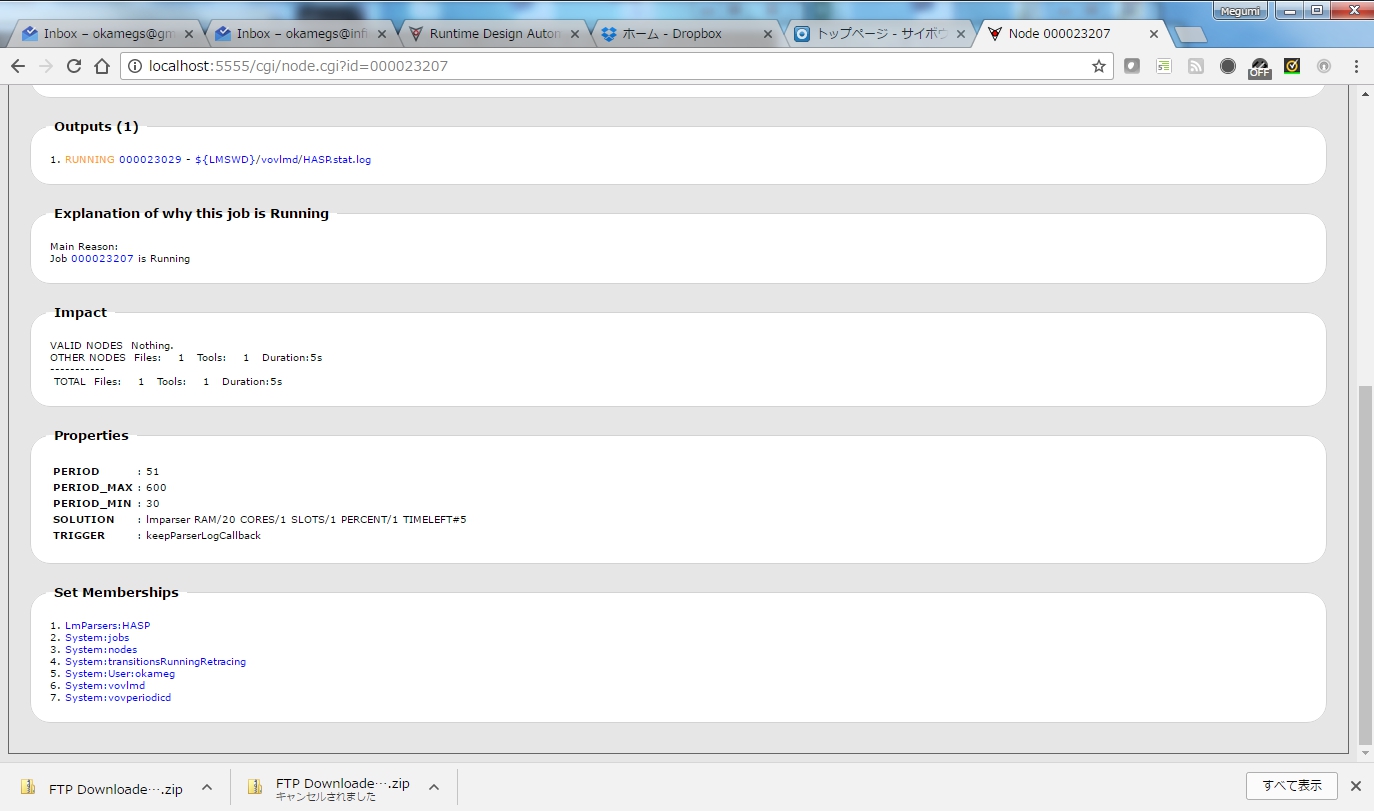 Megumi
Inbox – okamegs@gm
Inbox – okamegs@inf
Runtime Design Auton
ホーム - Dropbox
トップページ - サイボウ
Node 000023207
localhost:5555/cgi/node.cgi?id=000023207
OFF
Outputs (1)
1. RUNNING 000023029 - ${LMSWD}/vovlmd/HASP.stat.log
Explanation of why this job is Running
Main Reason:
Job 000023207 is Running
Impact
VALID NODES Nothing.
OTHER NODES Files: 1 Tools: 1 Duration:5s
-----------
TOTAL Files: 1 Tools: 1 Duration:5s
Properties
PERIOD : 51
PERIOD_MAX : 600
PERIOD_MIN : 30
SOLUTION : lmparser RAM/20 CORES/1 SLOTS/1 PERCENT/1 TIMELEFT#5
TRIGGER : keepParserLogCallback
Set Memberships
1. LmParsers:HASP
2. System:jobs
3. System:nodes
4. System:transitionsRunningRetracing
5. System:User:okameg
6. System:vovlmd
7. System:vovperiodicd
FTP Downloade….zip
FTP Downloade….zip
キャンセルされました
すべて表示